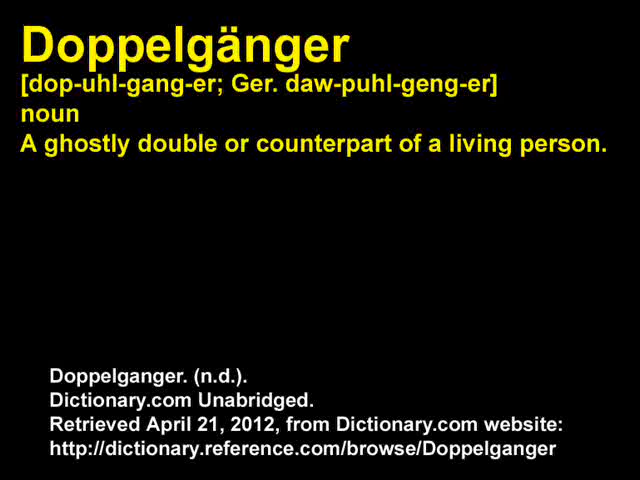 Doppelgänger
[dop-uhl-gang-er; Ger. daw-puhl-geng-er]
noun
A ghostly double or counterpart of a living person.
Doppelganger. (n.d.).
Dictionary.com Unabridged.
Retrieved April 21, 2012, from Dictionary.com website:
http://dictionary.reference.com/browse/Doppelganger